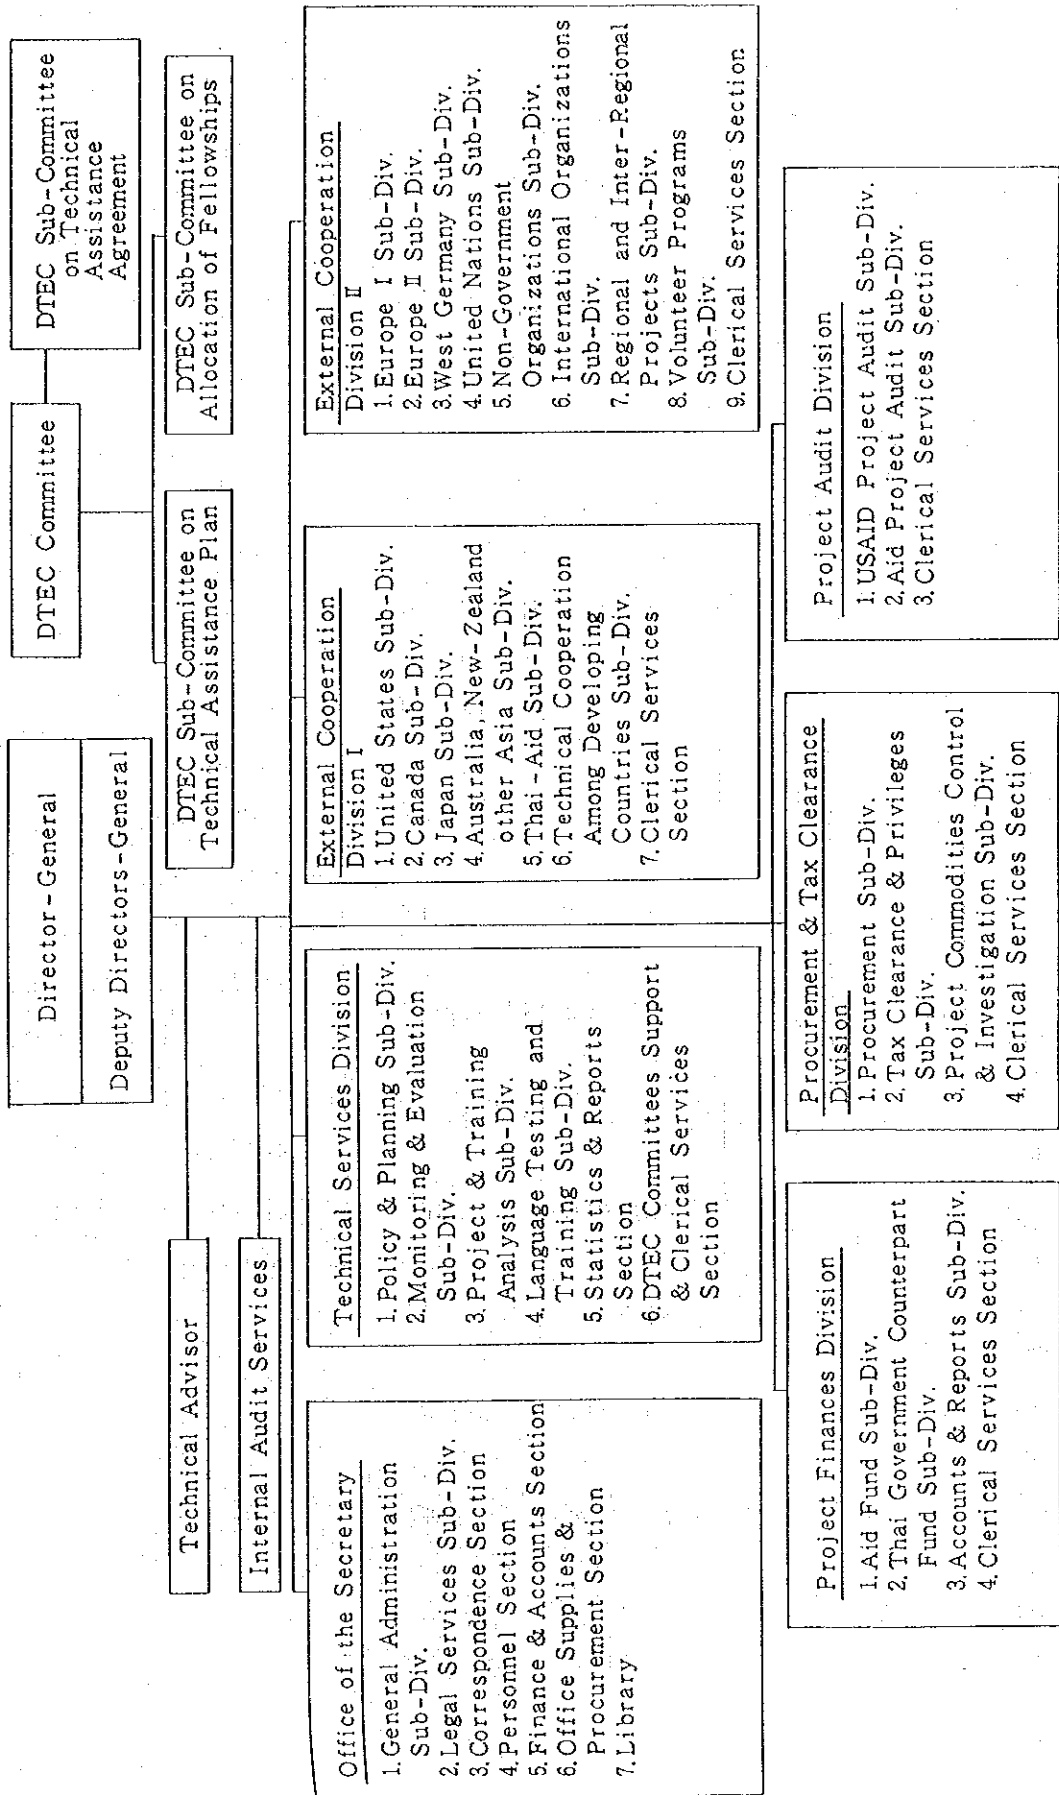 Director-General
Deputy Directors-General
DTEC Committee
DTEC Sub-Committee
on Technical
Assistance
Agreement
DTEC Sub-Committee on
Technical Assistance Plan
DTEC Sub-Committee on
Allocation of Fellowships
Technical Advisor
Internal Audit Services
Office of the Secretary
1. General Administration
Sub-Div.
2. Legal Services Sub-Div.
3. Correspondence Section
4. Personnel Section
5. Finance & Accounts Section
6. Office Supplies &
Procurement Section
7. Library
Technical Services Division
1. Policy & Planning Sub-Div.
2. Monitoring & Evaluation
Sub-Div.
3. Project & Training
Analysis Sub-Div.
4. Language Testing and
Training Sub-Div.
5. Statistics & Reports
Section
6. DTEC Committees Support
& Clerical Services
Section
External Cooperation
Division I
1. United States Sub-Div.
2. Canada Sub-Div.
3. Japan Sub-Div.
4. Australia, New-Zealand
other Asia Sub-Div.
5. Thai-Aid Sub-Div.
6. Technical Cooperation
Among Developing
Countries Sub-Div.
7. Clerical Services
Section
External Cooperation
Division II
1. Europe I Sub-Div.
2. Europe II Sub-Div.
3. West Germany Sub-Div.
4. United Nations Sub-Div.
5. Non-Government
Organizations Sub-Div.
6. International Organizations
Sub-Div.
7. Regional and Inter-Regional
Projects Sub-Div.
8. Volunteer Programs
Sub-Div.
9. Clerical Services Section
Project Finances Division
1. Aid Fund Sub-Div.
2. Thai Government Counterpart
Fund Sub-Div.
3. Accounts & Reports Sub-Div.
4. Clerical Services Section
Procurement & Tax Clearance
Division
1. Procurement Sub-Div.
2. Tax Clearance & Privileges
Sub-Div.
3. Project Commodities Control
& Investigation Sub-Div.
4. Clerical Services Section
Project Audit Division
1. USAID Project Audit Sub-Div.
2. Aid Project Audit Sub-Div.
3. Clerical Services Section